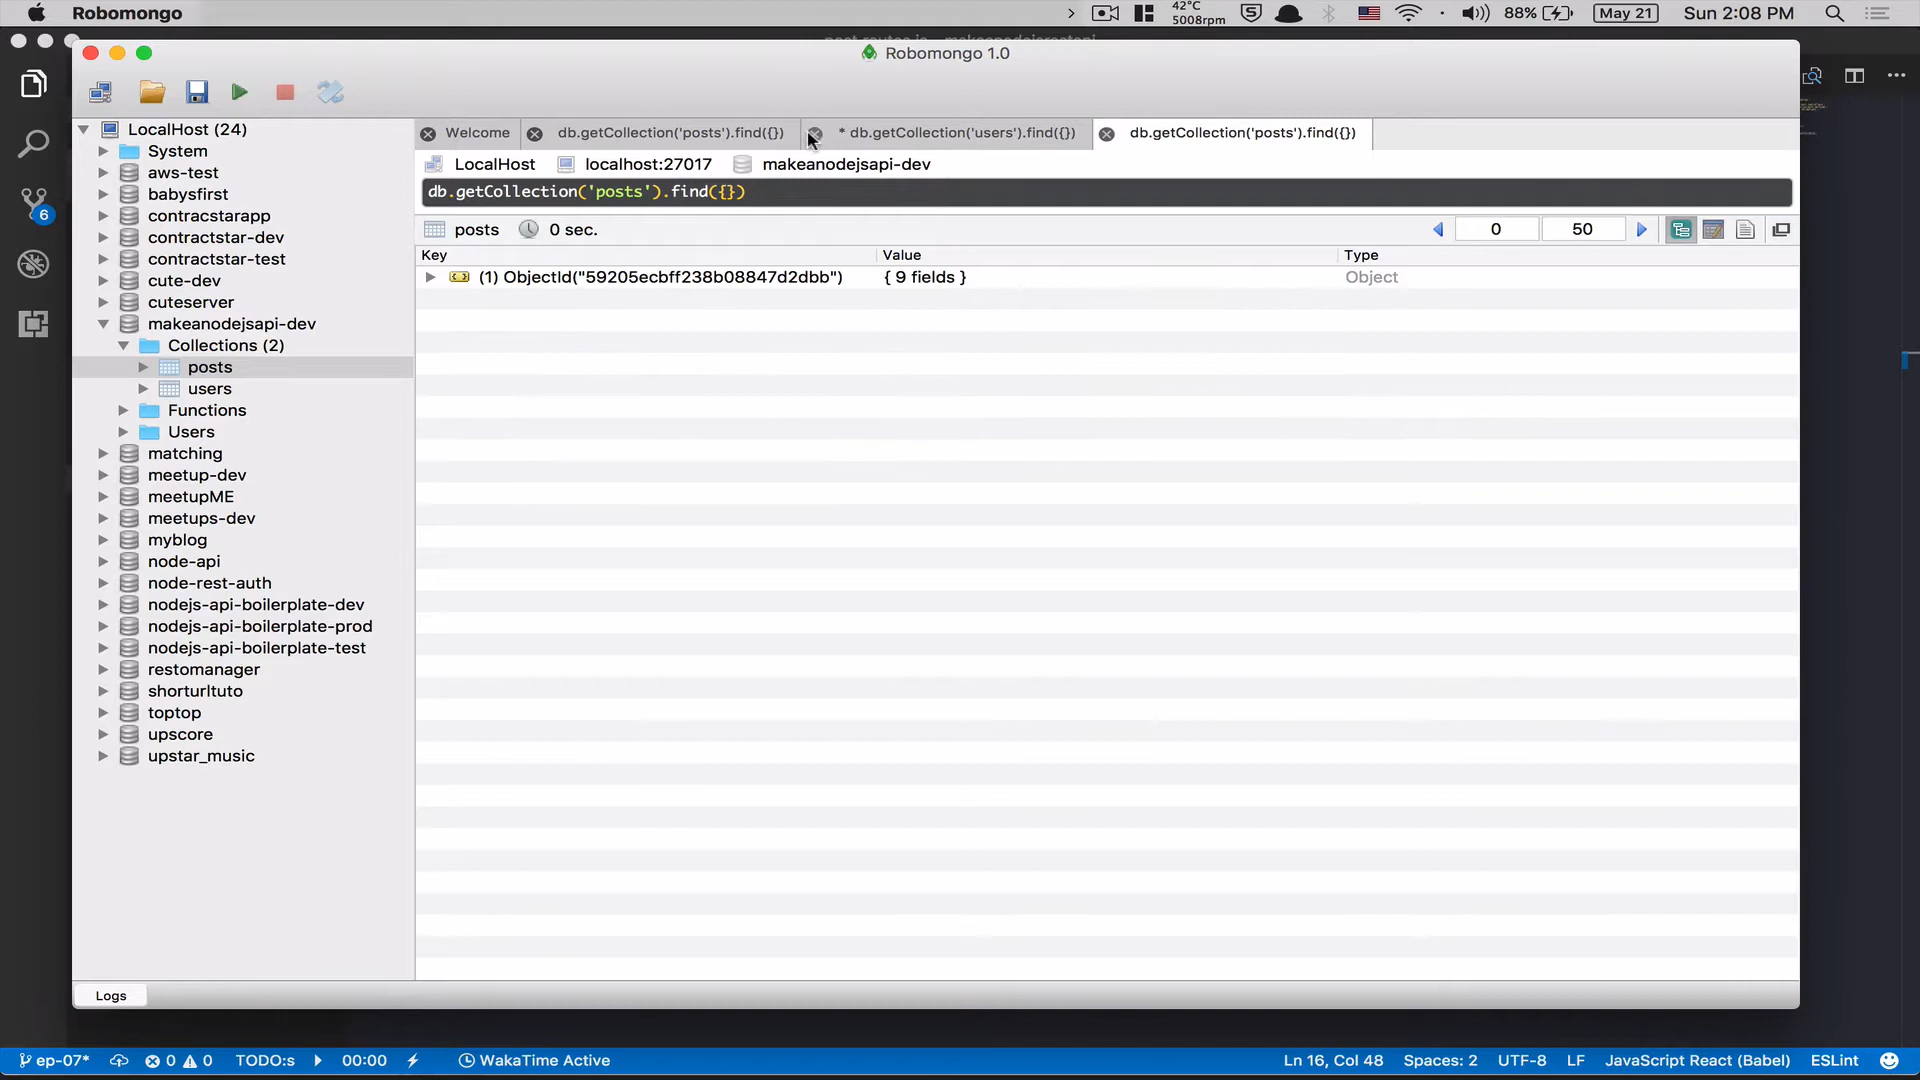 Robomongo
42°C
5008rpm
88%
May 21
Sun 2:08 PM
Robomongo 1.0
LocalHost (24)
System
aws-test
babysfirst
contracstarapp
contractstar-dev
contractstar-test
cute-dev
cuteserver
makeanodejsapi-dev
Collections (2)
posts
users
Functions
Users
matching
meetup-dev
meetupME
meetups-dev
myblog
node-api
node-rest-auth
nodejs-api-boilerplate-dev
nodejs-api-boilerplate-prod
nodejs-api-boilerplate-test
restomanager
shorturltuto
toptop
upscore
upstar_music
Welcome
db.getCollection('posts').find({})
* db.getCollection('users').find({})
db.getCollection('posts').find({})
LocalHost
localhost:27017
makeanodejsapi-dev
db.getCollection('posts').find({})
posts
0 sec.
0
50
Key
Value
Type
(1) ObjectId("59205ecbff238b08847d2dbb")
{ 9 fields }
Object
Logs
6
ep-07*
0
0
TODO:s
00:00
WakaTime Active
Ln 16, Col 48
Spaces: 2
UTF-8
LF
JavaScript React (Babel)
ESLint